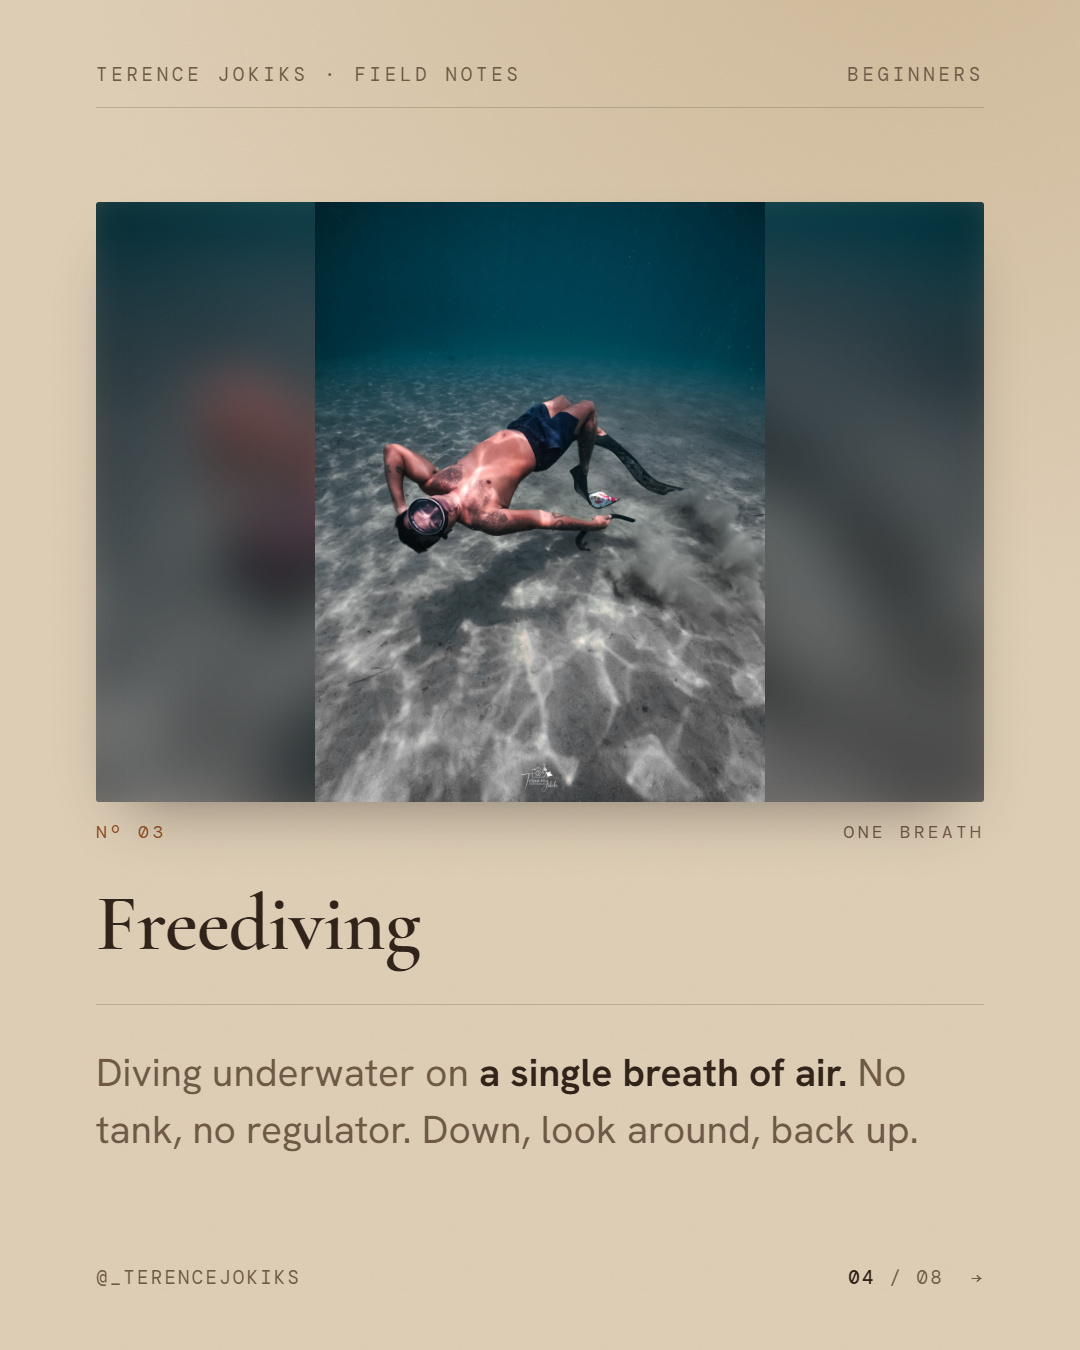 TERENCE JOKIKS · FIELD NOTES
BEGINNERS
Nº 03
ONE BREATH
Freediving
Diving underwater on a single breath of air. No
tank, no regulator. Down, look around, back up.
@_TERENCEJOKIKS
04 / 08 →